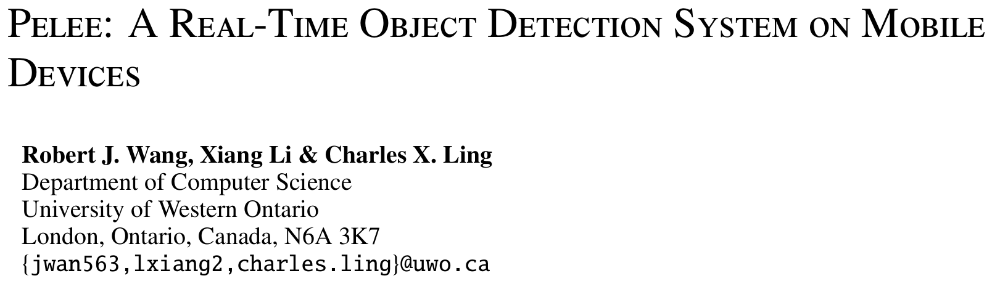 PELEE: A REAL-TIME OBJECT DETECTION SYSTEM ON MOBILE
DEVICES
Robert J. Wang, Xiang Li & Charles X. Ling
Department of Computer Science
University of Western Ontario
London, Ontario, Canada, N6A 3K7
{jwan563,lxiang2,charles.ling}@uwo.ca